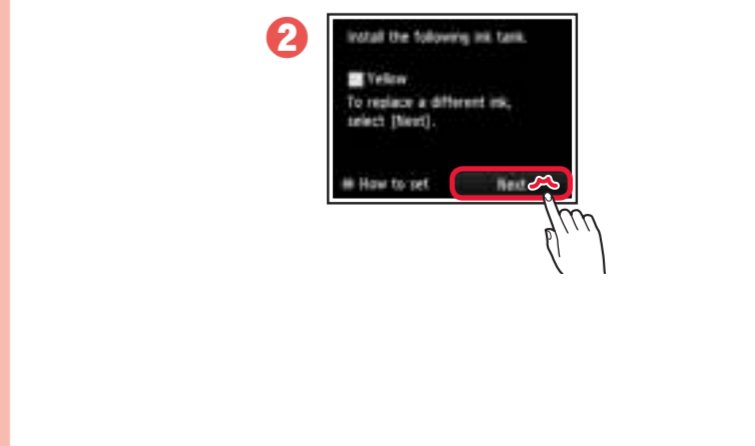 2
Install the following ink tank.
Yellow
To replace a different ink,
select [Next].
How to set
Next